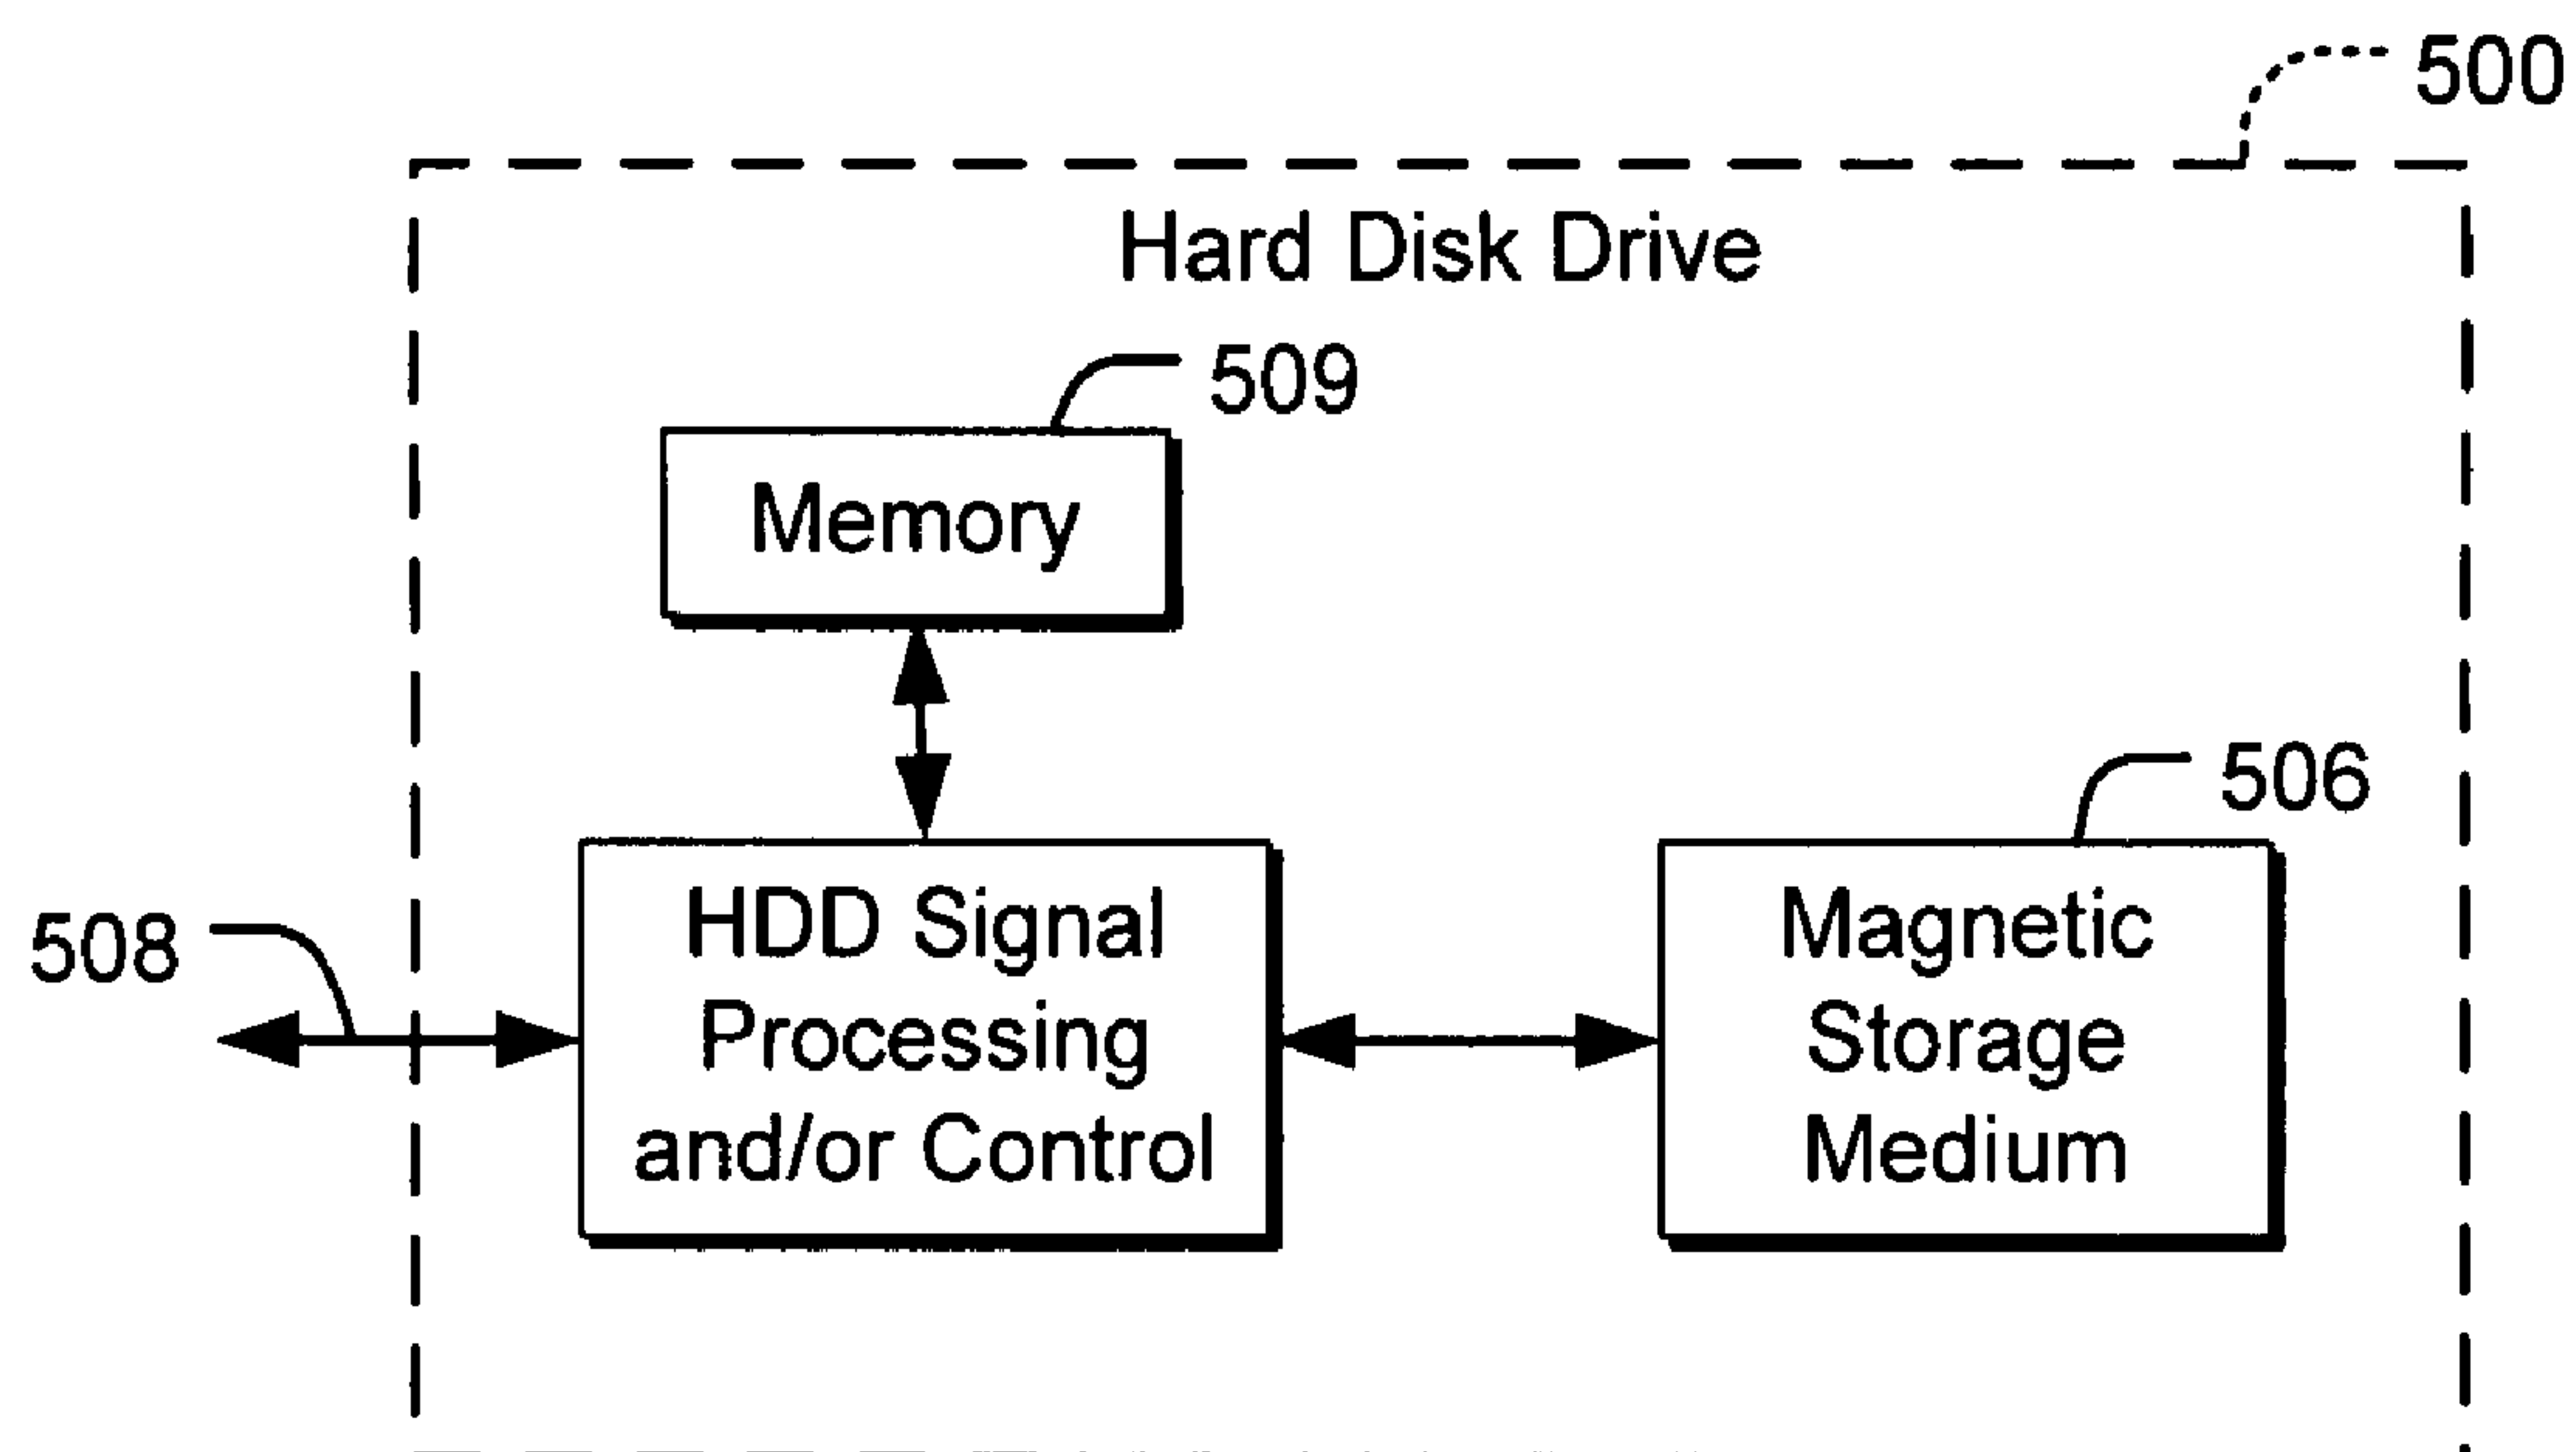 500
Hard Disk Drive
509
Memory
506
508
HDD Signal
Processing
and/or Control
Magnetic
Storage
Medium